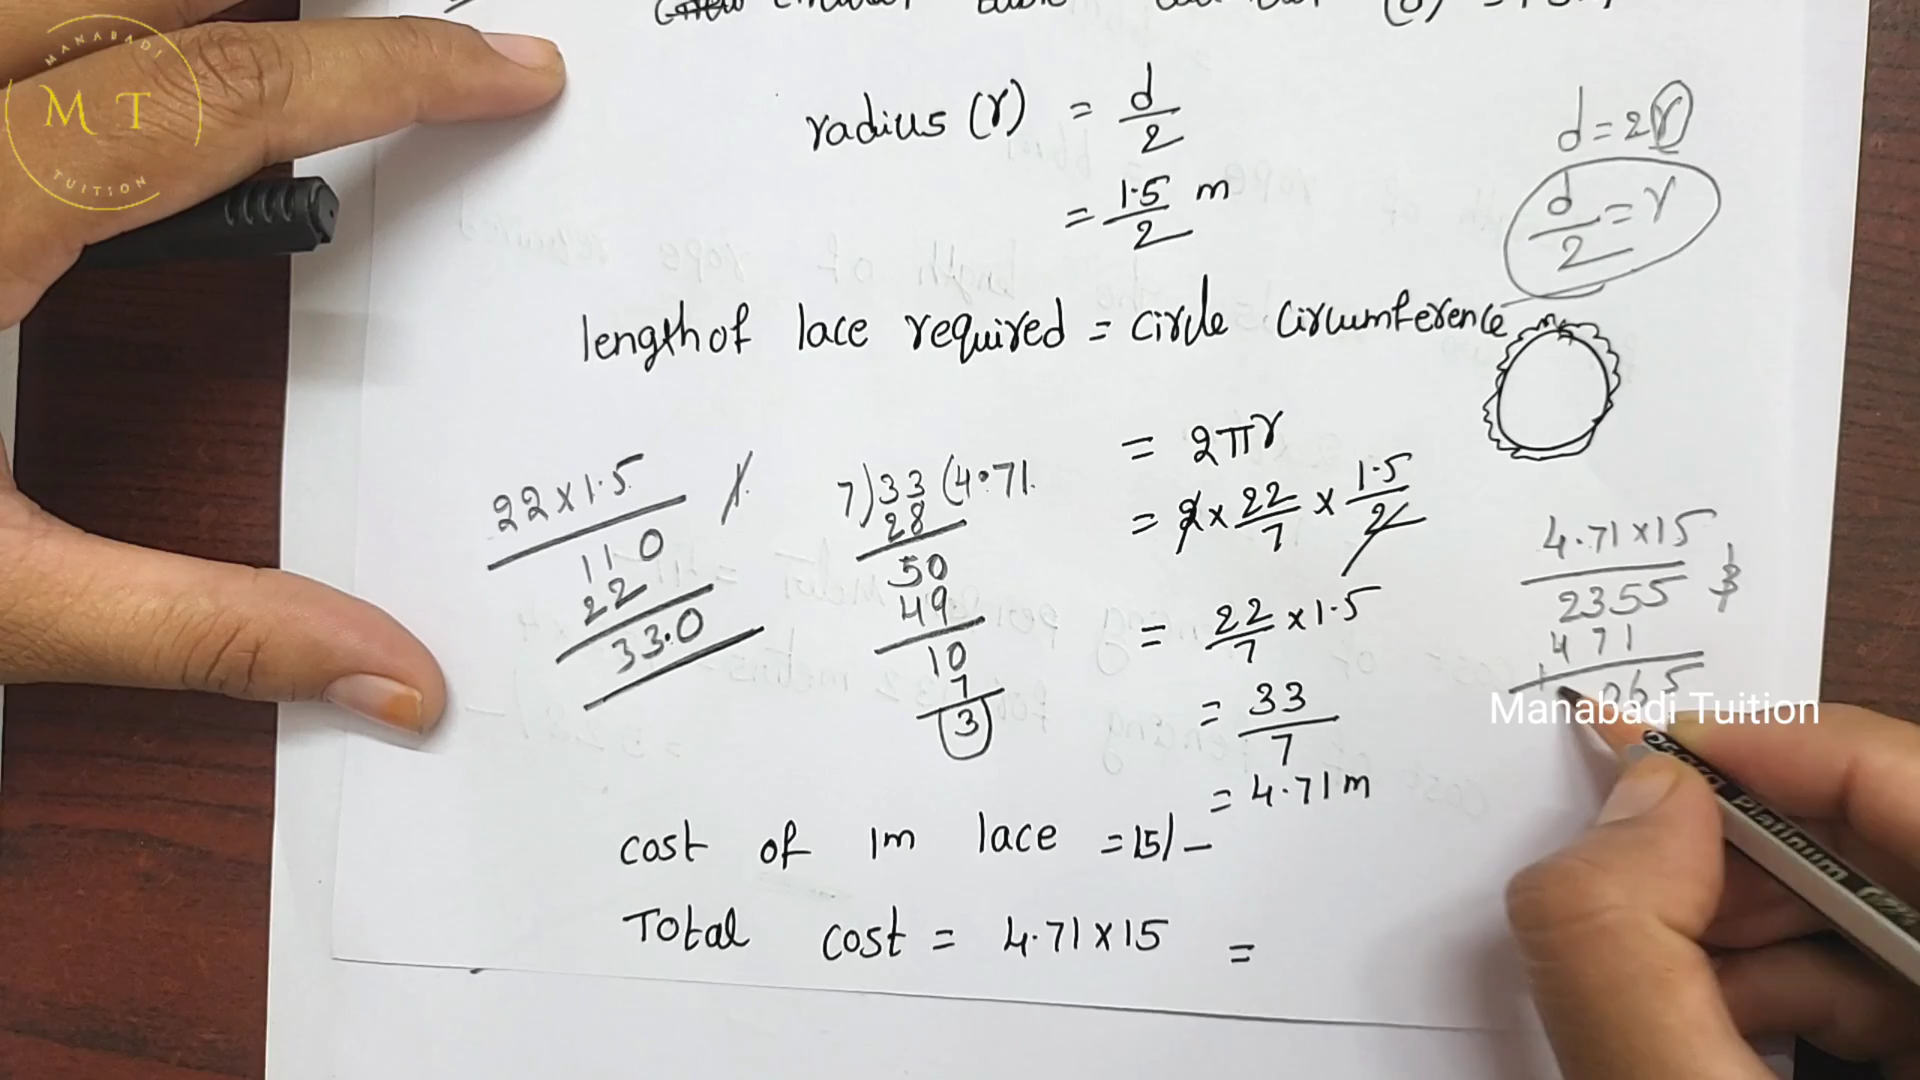 MANABADI
M T
TUITION
radius (r) = d/2
= 1.5/2 m
d = 2r
d/2 = r
length of lace required = circle circumference
= 2πr
= 2 × 22/7 × 1.5/2
= 22/7 × 1.5
= 33/7
= 4.71 m
22 × 1.5
110
22
33.0
7)33(4.71
28
50
49
10
7
3
4.71 × 15
2355
471
065
Manabadi Tuition
cost of 1m lace = 15/-
Total cost = 4.71 × 15 =
Platinum